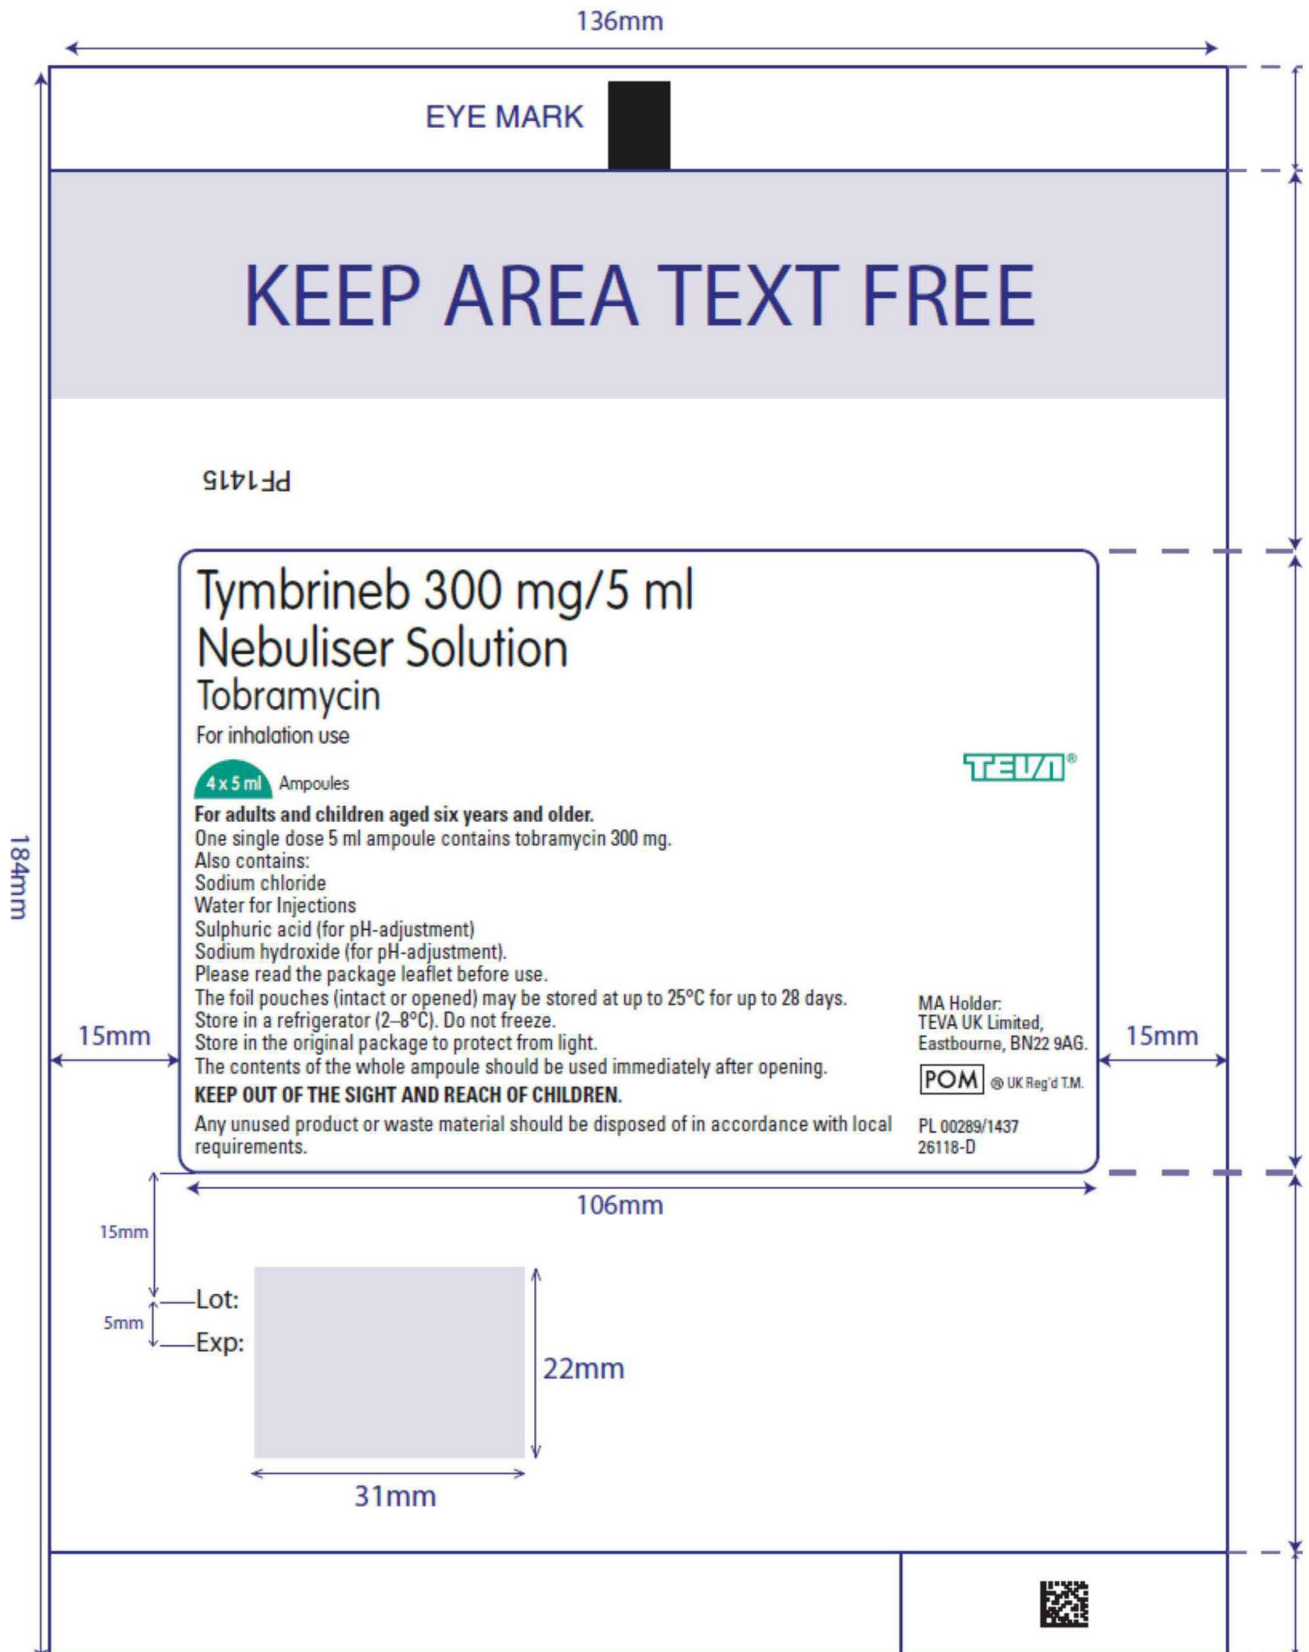 136mm
EYE MARK
KEEP AREA TEXT FREE
PF1415
Tymbrineb 300 mg/5 ml
Nebuliser Solution
Tobramycin
For inhalation use
TEVA®
4 x 5 ml Ampoules
For adults and children aged six years and older.
One single dose 5 ml ampoule contains tobramycin 300 mg.
Also contains:
Sodium chloride
Water for Injections
Sulphuric acid (for pH-adjustment)
Sodium hydroxide (for pH-adjustment).
Please read the package leaflet before use.
The foil pouches (intact or opened) may be stored at up to 25°C for up to 28 days.
Store in a refrigerator (2–8°C). Do not freeze.
Store in the original package to protect from light.
The contents of the whole ampoule should be used immediately after opening.
KEEP OUT OF THE SIGHT AND REACH OF CHILDREN.
Any unused product or waste material should be disposed of in accordance with local
requirements.
MA Holder:
TEVA UK Limited,
Eastbourne, BN22 9AG.
POM ® UK Reg'd T.M.
PL 00289/1437
26118-D
184mm
15mm
15mm
106mm
15mm
Lot:
5mm
Exp:
22mm
31mm